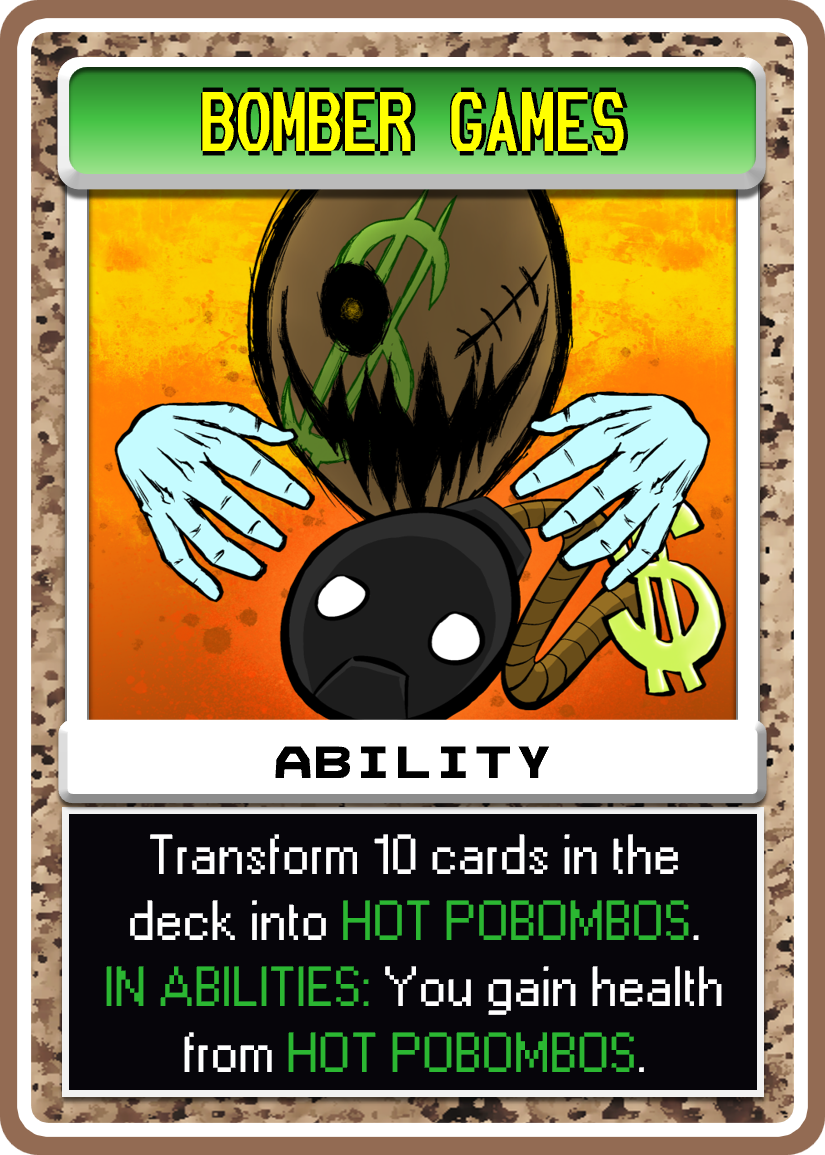 BOMBER GAMES
ABILITY
Transform 10 cards in the
deck into HOT POBOMBOS.
IN ABILITIES: You gain health
from HOT POBOMBOS.